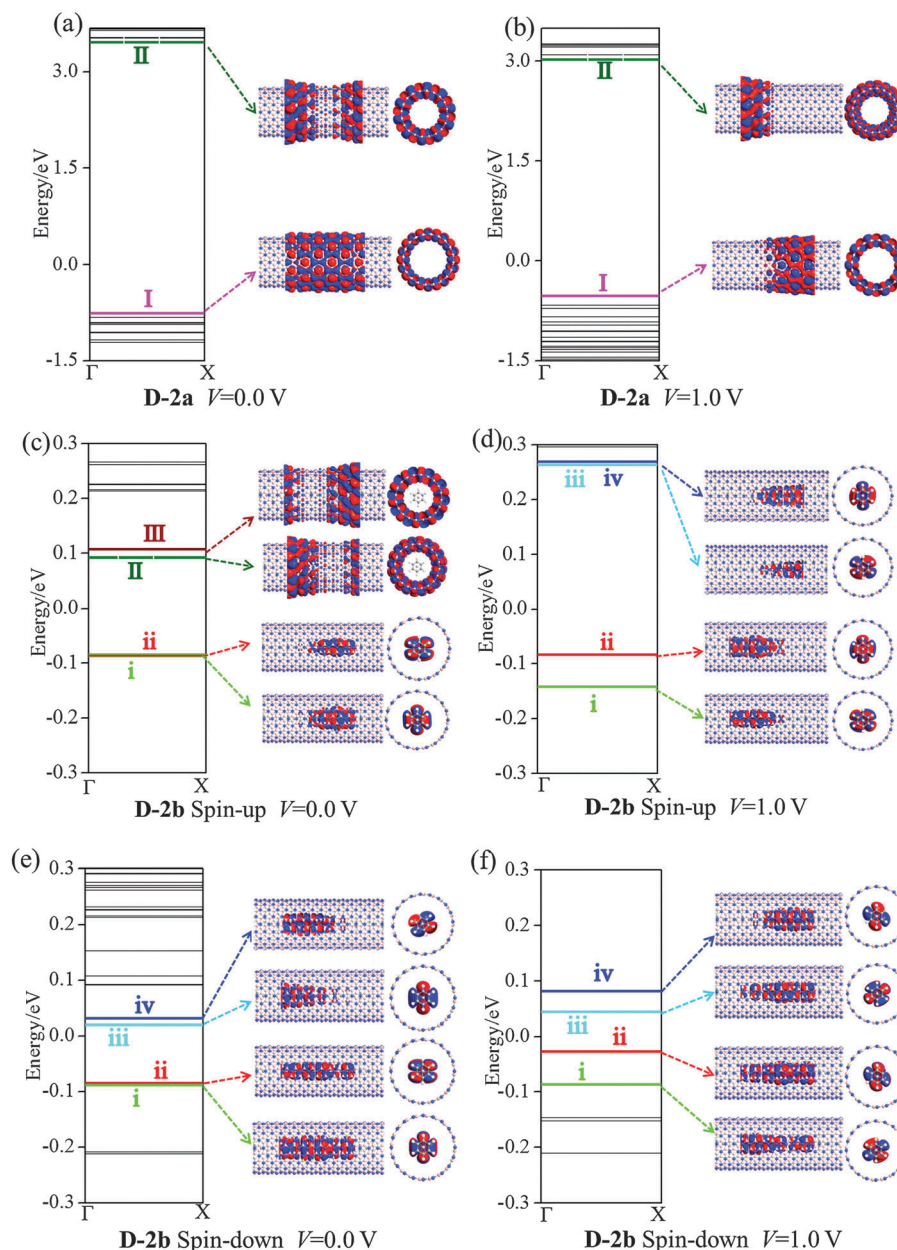 (a)
3.0
1.5
0.0
-1.5
Energy/eV
II
I
Γ X
D-2a V=0.0 V
(b)
3.0
1.5
0.0
-1.5
Energy/eV
II
I
Γ X
D-2a V=1.0 V
(c)
0.3
0.2
0.1
0.0
-0.1
-0.2
-0.3
Energy/eV
III
II
ii
i
Γ X
D-2b Spin-up V=0.0 V
(d)
0.3
0.2
0.1
0.0
-0.1
-0.2
-0.3
Energy/eV
iii iv
ii
i
Γ X
D-2b Spin-up V=1.0 V
(e)
0.3
0.2
0.1
0.0
-0.1
-0.2
-0.3
Energy/eV
iv
iii
ii
i
Γ X
D-2b Spin-down V=0.0 V
(f)
0.3
0.2
0.1
0.0
-0.1
-0.2
-0.3
Energy/eV
iv
iii
ii
i
Γ X
D-2b Spin-down V=1.0 V